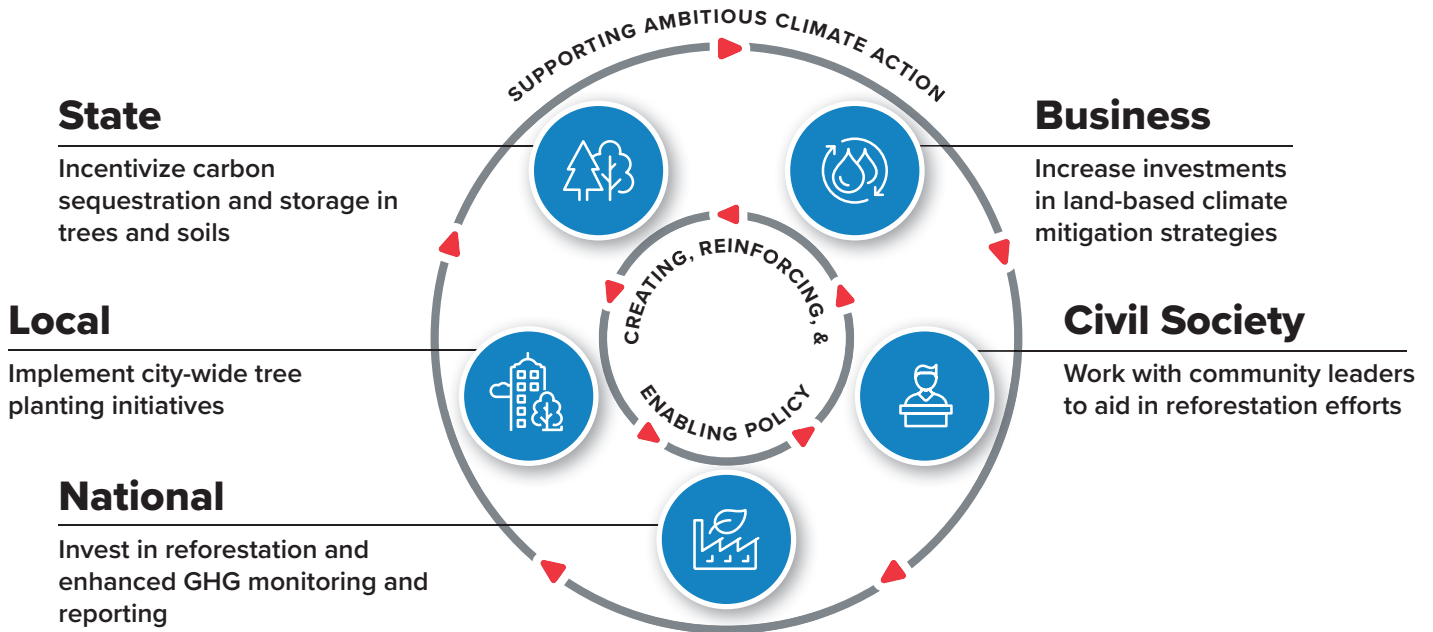 SUPPORTING AMBITIOUS CLIMATE ACTION
State
Incentivize carbon
sequestration and storage in
trees and soils
Business
Increase investments
in land-based climate
mitigation strategies
CREATING, REINFORCING, &
ENABLING POLICY
Local
Implement city-wide tree
planting initiatives
Civil Society
Work with community leaders
to aid in reforestation efforts
National
Invest in reforestation and
enhanced GHG monitoring and
reporting